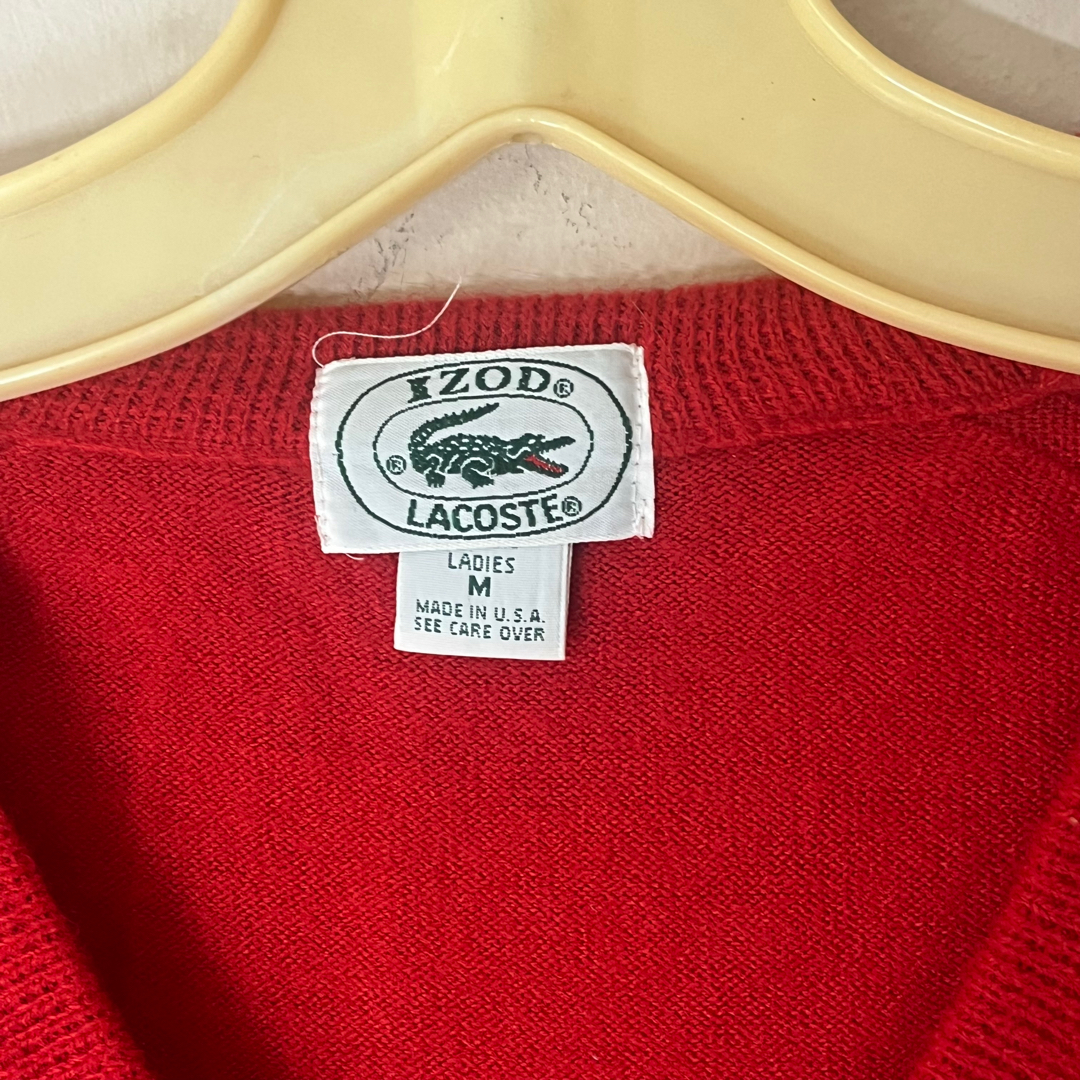 IZOD®
®
LACOSTE®
LADIES
M
MADE IN U.S.A.
SEE CARE OVER